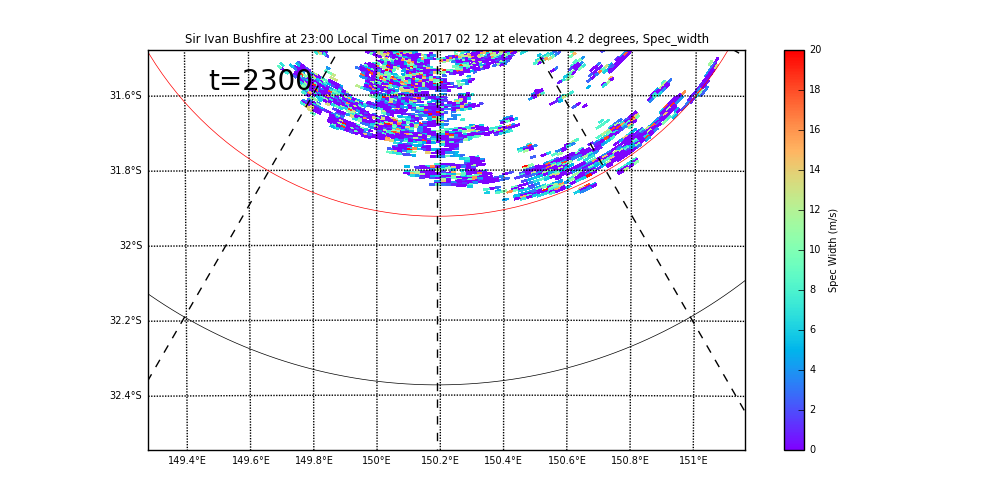 Sir Ivan Bushfire at 23:00 Local Time on 2017 02 12 at elevation 4.2 degrees, Spec_width
t=2300
31.6°S
31.8°S
32°S
32.2°S
32.4°S
149.4°E 149.6°E 149.8°E 150°E 150.2°E 150.4°E 150.6°E 150.8°E 151°E
20
18
16
14
12
10
8
6
4
2
0
Spec Width (m/s)